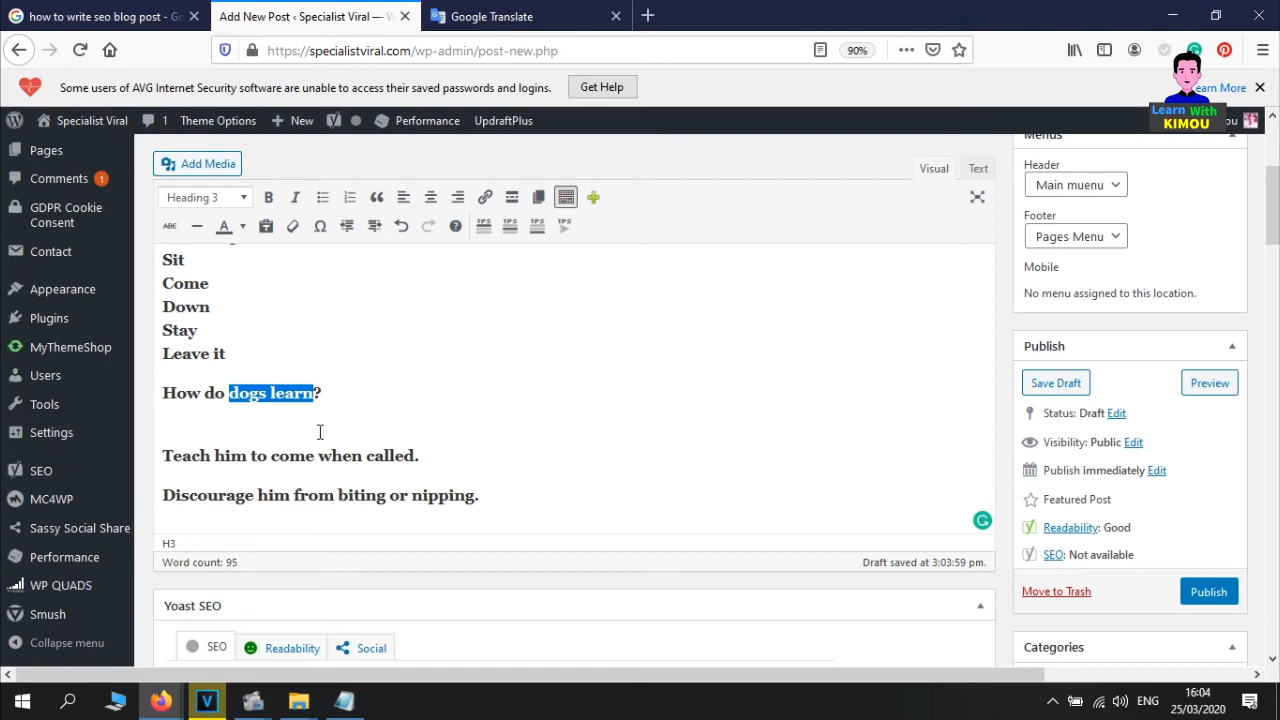 how to write seo blog post - Go
Add New Post ‹ Specialist Viral — W
Google Translate
https://specialistviral.com/wp-admin/post-new.php
90%
Some users of AVG Internet Security software are unable to access their saved passwords and logins.
Get Help
Learn More
Learn With
KIMOU
Specialist Viral
1
Theme Options
New
Performance
UpdraftPlus
Pages
Comments 1
GDPR Cookie
Consent
Contact
Appearance
Plugins
MyThemeShop
Users
Tools
Settings
SEO
MC4WP
Sassy Social Share
Performance
WP QUADS
Smush
Collapse menu
Add Media
Visual
Text
Heading 3
ABC
A
TPS
TPS
TPS
TPS
Sit
Come
Down
Stay
Leave it
How do dogs learn?
Teach him to come when called.
Discourage him from biting or nipping.
H3
Word count: 95
Draft saved at 3:03:59 pm.
Yoast SEO
SEO
Readability
Social
Menus
Header
Main muenu
Footer
Pages Menu
Mobile
No menu assigned to this location.
Publish
Save Draft
Preview
Status: Draft Edit
Visibility: Public Edit
Publish immediately Edit
Featured Post
Readability: Good
SEO: Not available
Move to Trash
Publish
Categories
ENG
16:04
25/03/2020